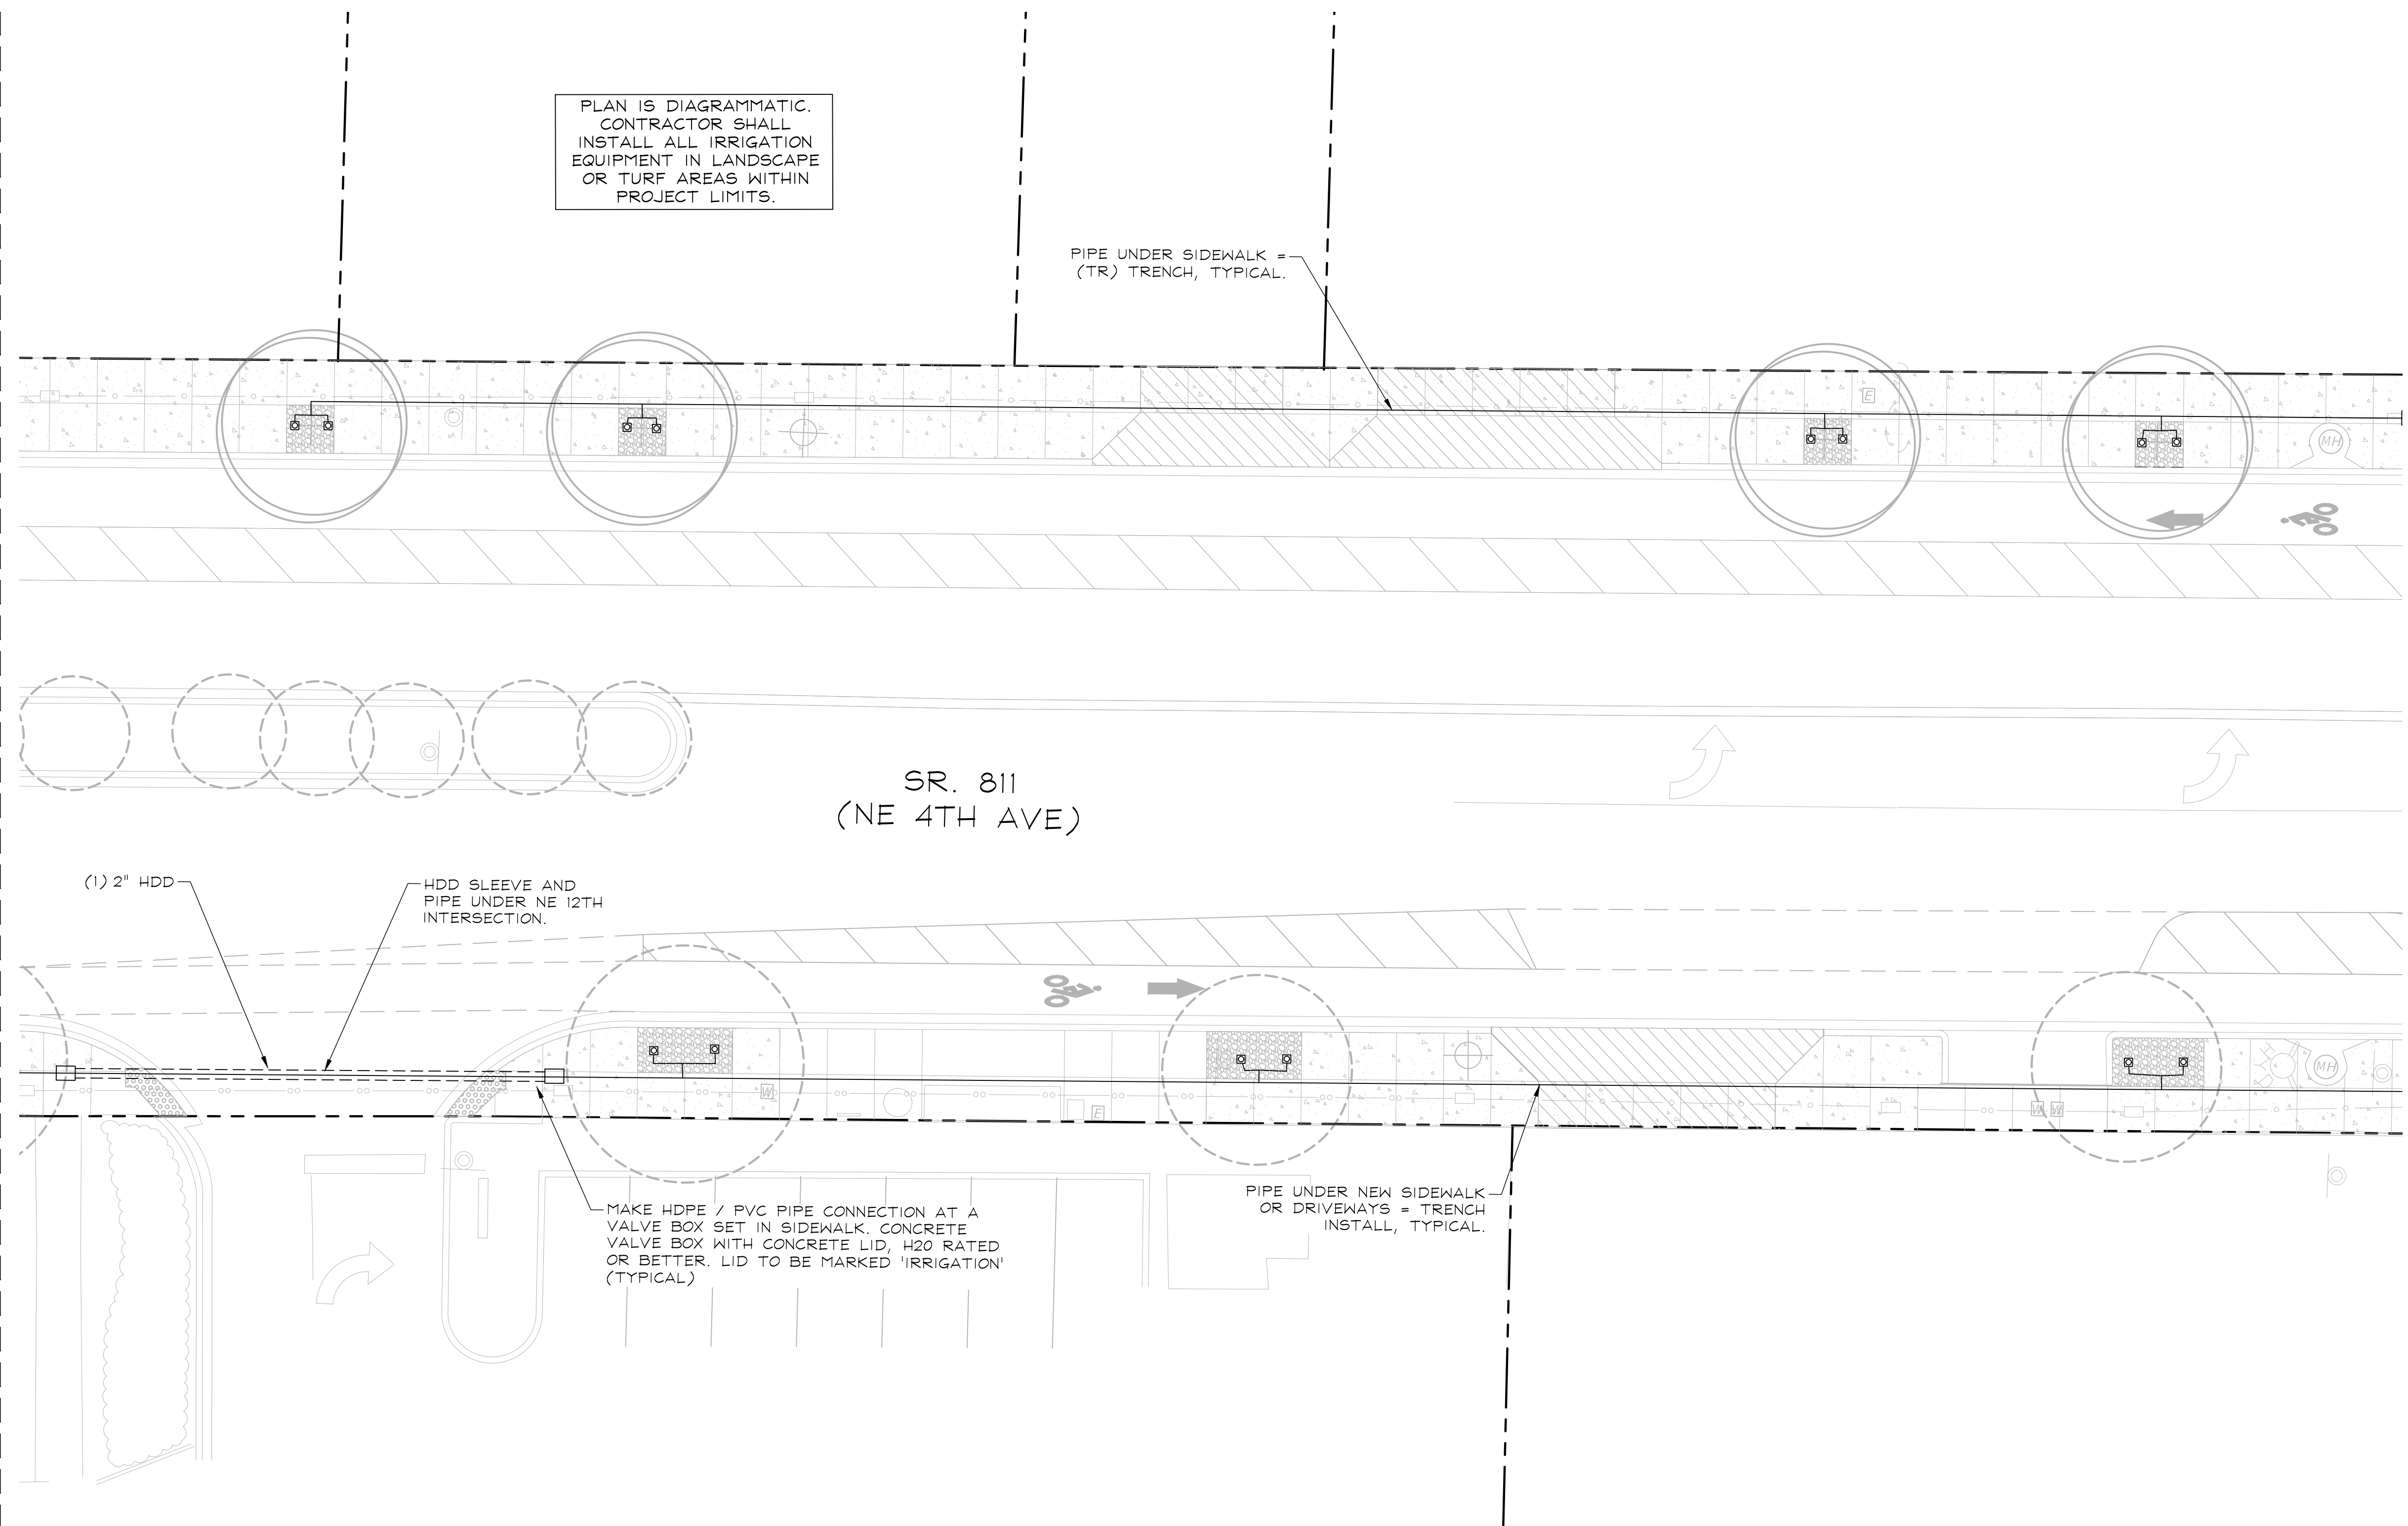 PLAN IS DIAGRAMMATIC.
CONTRACTOR SHALL
INSTALL ALL IRRIGATION
EQUIPMENT IN LANDSCAPE
OR TURF AREAS WITHIN
PROJECT LIMITS.
PIPE UNDER SIDEWALK =
(TR) TRENCH, TYPICAL.
E
MH
SR. 811
(NE 4TH AVE)
(1) 2" HDD
HDD SLEEVE AND
PIPE UNDER NE 12TH
INTERSECTION.
W
E
W W
MH
MAKE HDPE / PVC PIPE CONNECTION AT A
VALVE BOX SET IN SIDEWALK. CONCRETE
VALVE BOX WITH CONCRETE LID, H20 RATED
OR BETTER. LID TO BE MARKED 'IRRIGATION'
(TYPICAL)
PIPE UNDER NEW SIDEWALK
OR DRIVEWAYS = TRENCH
INSTALL, TYPICAL.